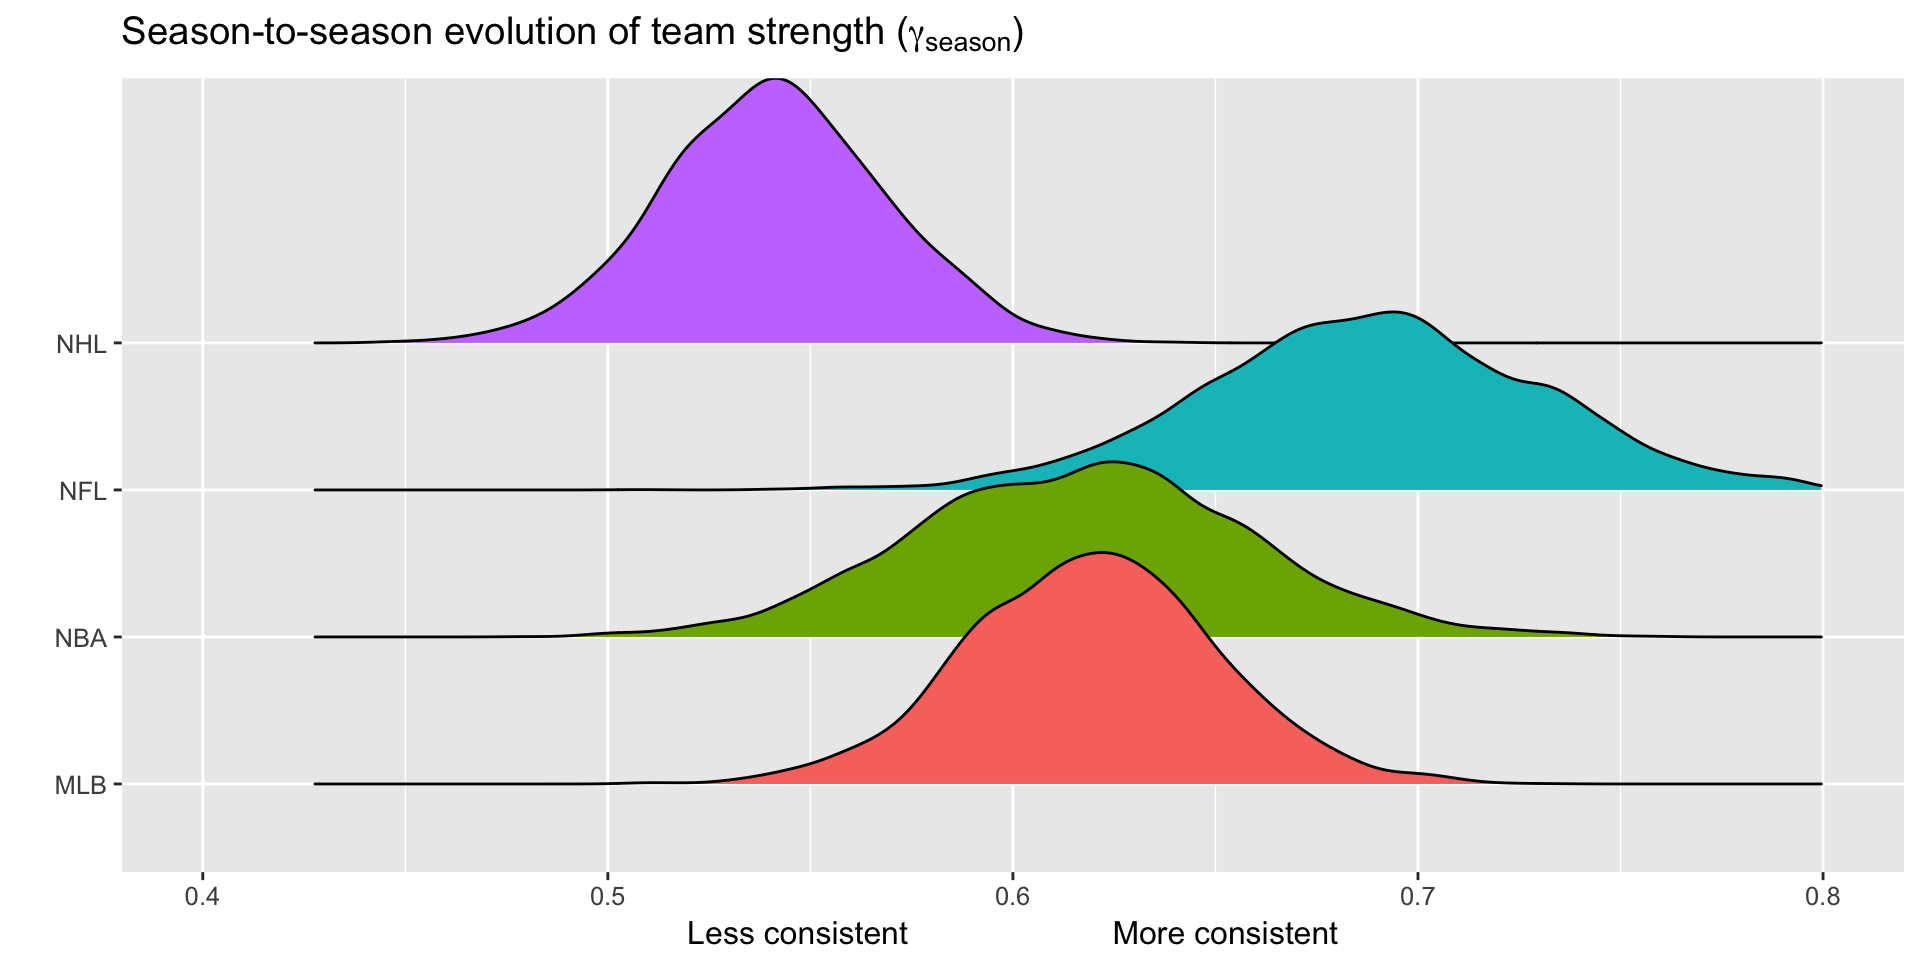 Season-to-season evolution of team strength (γseason)
NHL
NFL
NBA
MLB
0.4 0.5 0.6 0.7 0.8
Less consistent More consistent